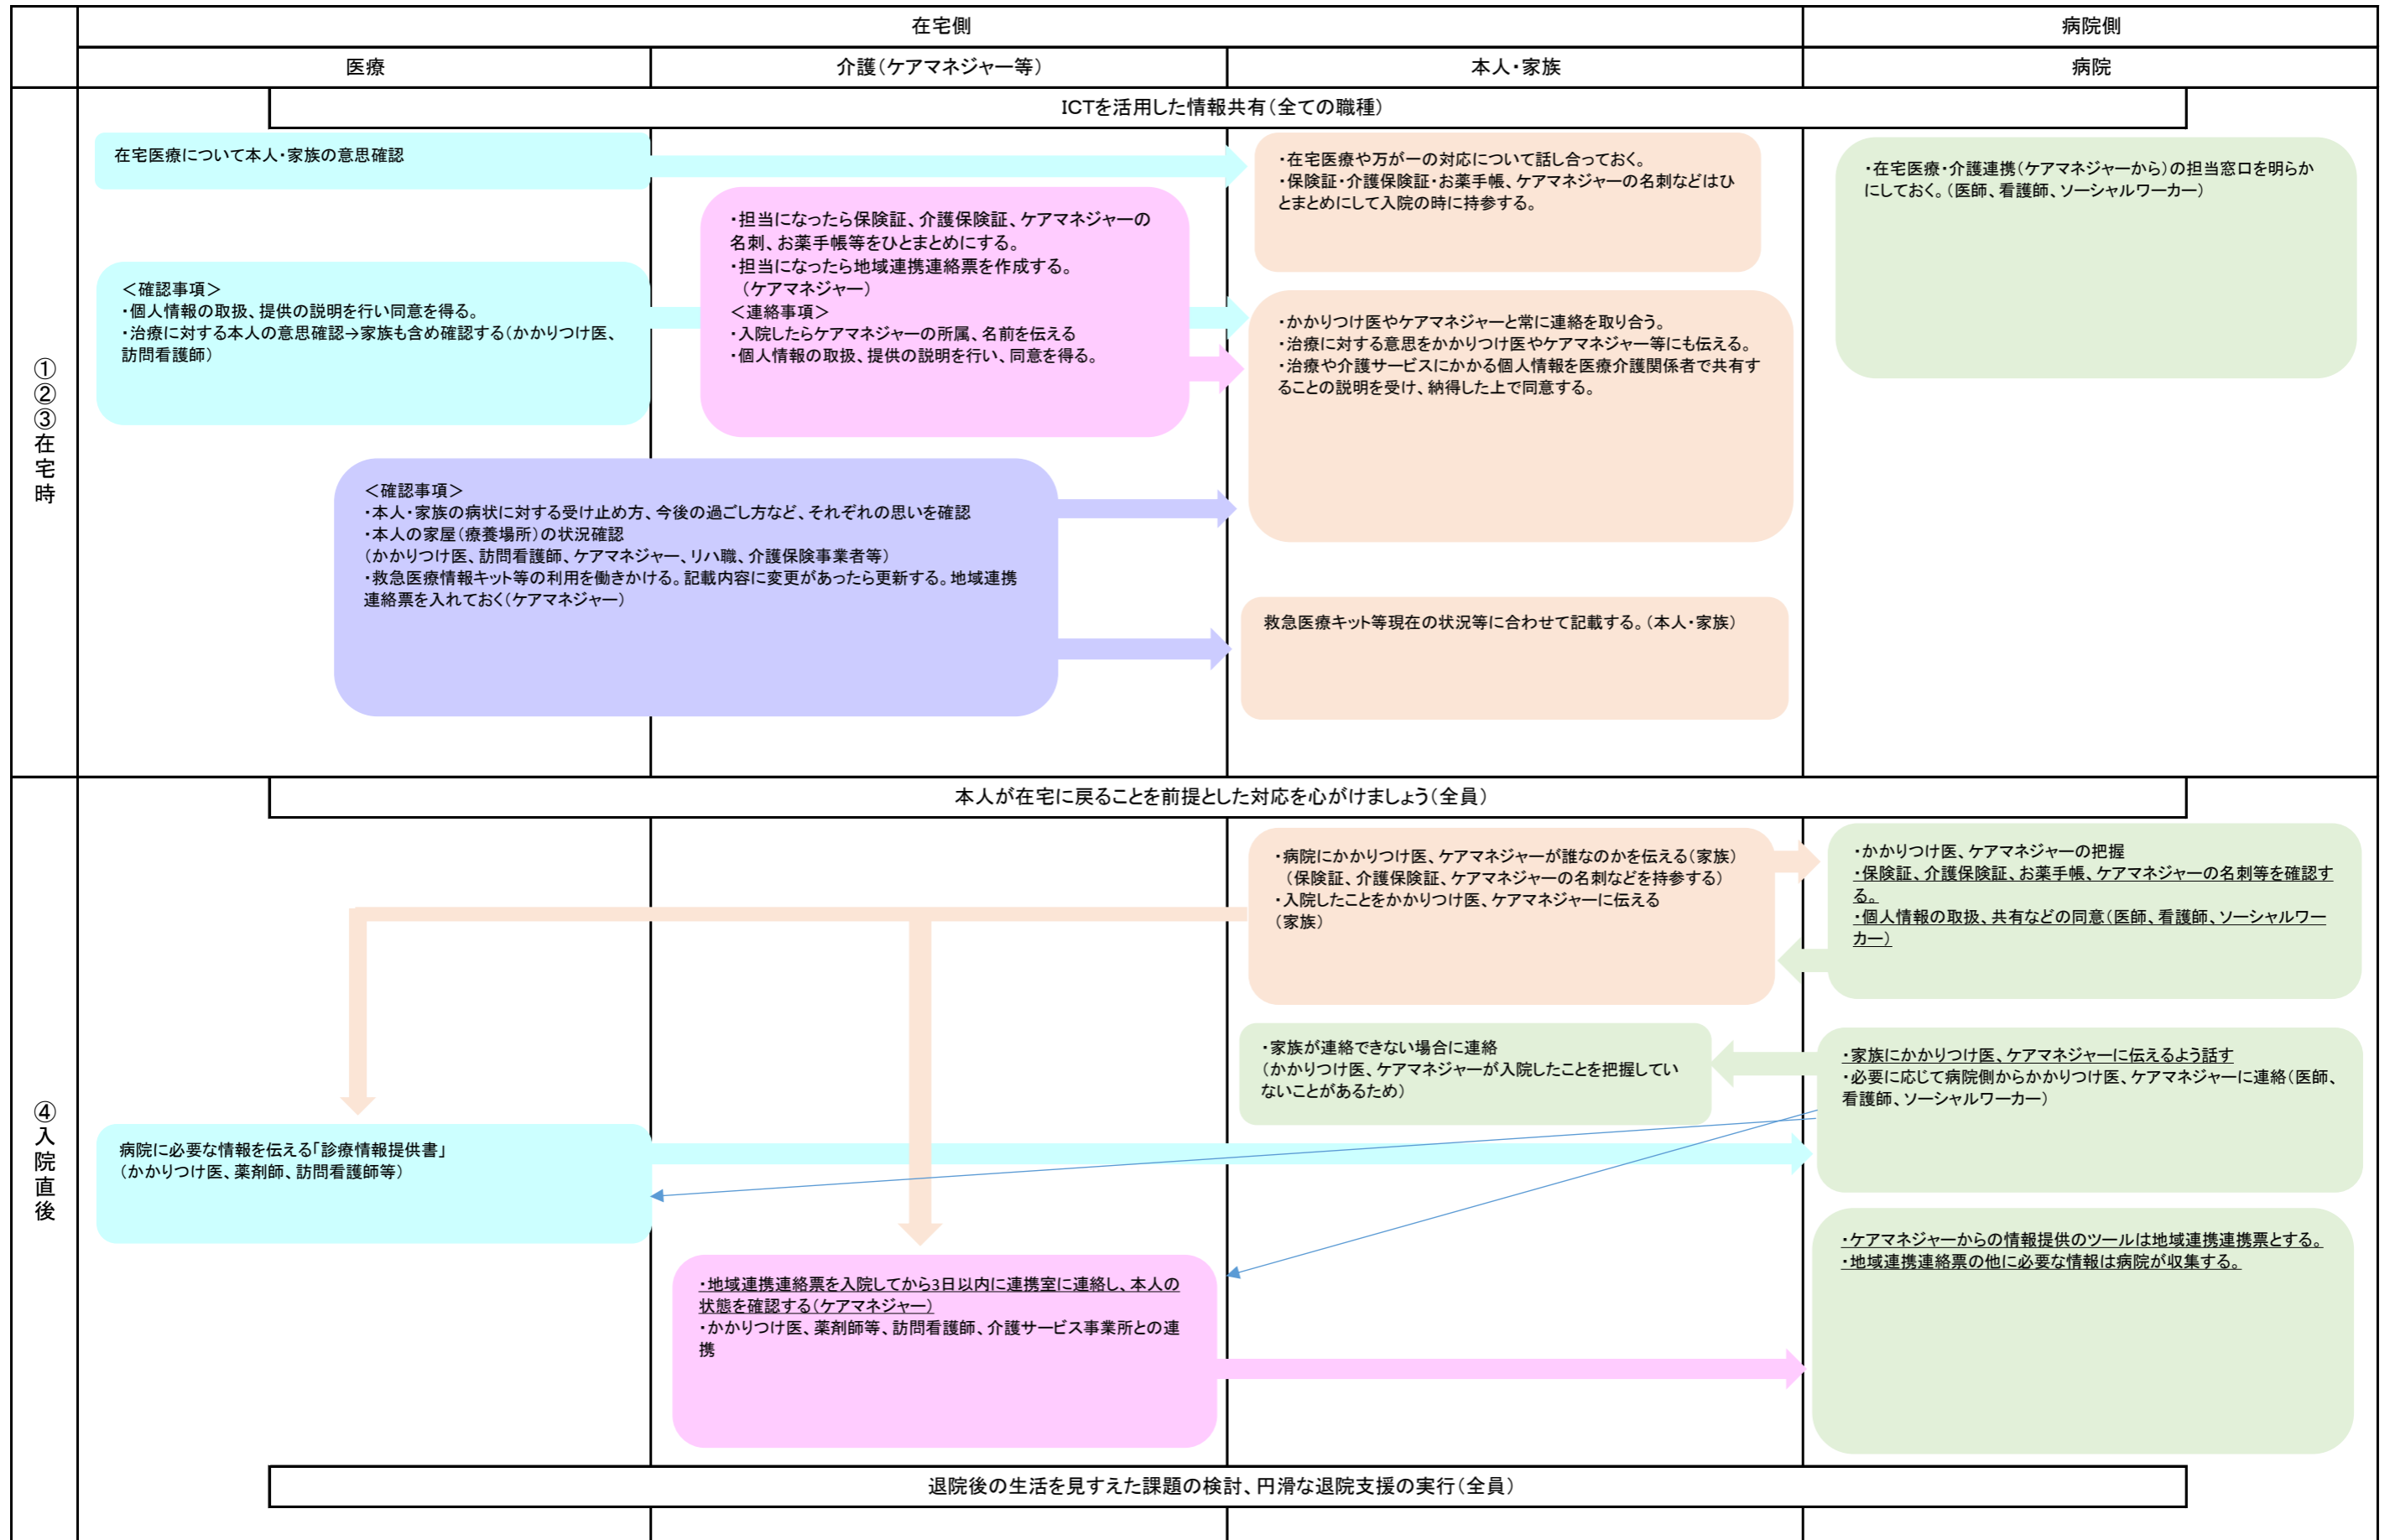 在宅側
病院側
医療
介護（ケアマネジャー等）
本人・家族
病院
①②③在宅時
ICTを活用した情報共有（全ての職種）
在宅医療について本人・家族の意思確認
・在宅医療や万が一の対応について話し合っておく。
・保険証・介護保険証・お薬手帳、ケアマネジャーの名刺などはひ
とまとめにして入院の時に持参する。
・在宅医療・介護連携（ケアマネジャーから）の担当窓口を明らか
にしておく。（医師、看護師、ソーシャルワーカー）
・担当になったら保険証、介護保険証、ケアマネジャーの
名刺、お薬手帳等をひとまとめにする。
・担当になったら地域連携連絡票を作成する。
（ケアマネジャー）
＜連絡事項＞
・入院したらケアマネジャーの所属、名前を伝える
・個人情報の取扱、提供の説明を行い、同意を得る。
＜確認事項＞
・個人情報の取扱、提供の説明を行い同意を得る。
・治療に対する本人の意思確認→家族も含め確認する（かかりつけ医、
訪問看護師）
・かかりつけ医やケアマネジャーと常に連絡を取り合う。
・治療に対する意思をかかりつけ医やケアマネジャー等にも伝える。
・治療や介護サービスにかかる個人情報を医療介護関係者で共有す
ることの説明を受け、納得した上で同意する。
＜確認事項＞
・本人・家族の病状に対する受け止め方、今後の過ごし方など、それぞれの思いを確認
・本人の家屋（療養場所）の状況確認
（かかりつけ医、訪問看護師、ケアマネジャー、リハ職、介護保険事業者等）
・救急医療情報キット等の利用を働きかける。記載内容に変更があったら更新する。地域連携
連絡票を入れておく（ケアマネジャー）
救急医療キット等現在の状況等に合わせて記載する。（本人・家族）
④入院直後
本人が在宅に戻ることを前提とした対応を心がけましょう（全員）
・病院にかかりつけ医、ケアマネジャーが誰なのかを伝える（家族）
（保険証、介護保険証、ケアマネジャーの名刺などを持参する）
・入院したことをかかりつけ医、ケアマネジャーに伝える
（家族）
・かかりつけ医、ケアマネジャーの把握
・保険証、介護保険証、お薬手帳、ケアマネジャーの名刺等を確認す
る。
・個人情報の取扱、共有などの同意（医師、看護師、ソーシャルワー
カー）
・家族が連絡できない場合に連絡
（かかりつけ医、ケアマネジャーが入院したことを把握してい
ないことがあるため）
・家族にかかりつけ医、ケアマネジャーに伝えるよう話す
・必要に応じて病院側からかかりつけ医、ケアマネジャーに連絡（医師、
看護師、ソーシャルワーカー）
病院に必要な情報を伝える「診療情報提供書」
（かかりつけ医、薬剤師、訪問看護師等）
・地域連携連絡票を入院してから3日以内に連携室に連絡し、本人の
状態を確認する（ケアマネジャー）
・かかりつけ医、薬剤師等、訪問看護師、介護サービス事業所との連
携
・ケアマネジャーからの情報提供のツールは地域連携連携票とする。
・地域連携連絡票の他に必要な情報は病院が収集する。
退院後の生活を見すえた課題の検討、円滑な退院支援の実行（全員）